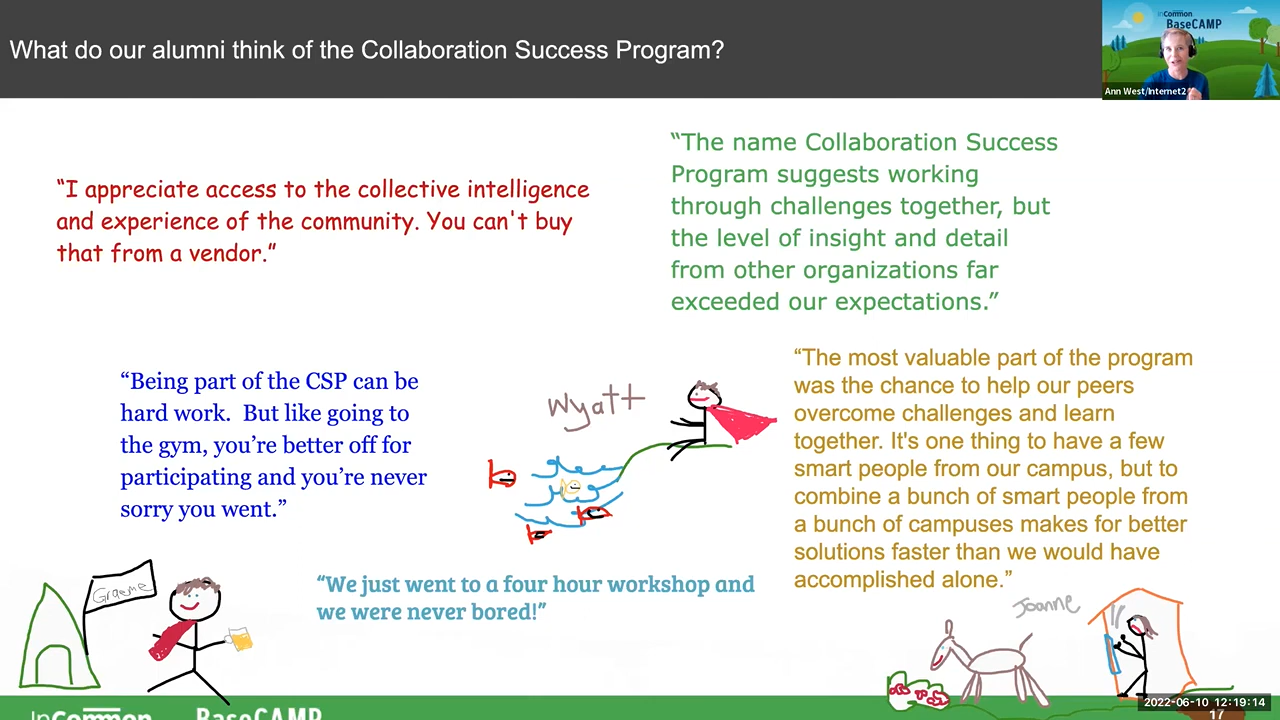 What do our alumni think of the Collaboration Success Program?
inCommon
BaseCAMP
Ann West/Internet2
“I appreciate access to the collective intelligence
and experience of the community. You can't buy
that from a vendor.”
“The name Collaboration Success
Program suggests working
through challenges together, but
the level of insight and detail
from other organizations far
exceeded our expectations.”
“Being part of the CSP can be
hard work. But like going to
the gym, you’re better off for
participating and you’re never
sorry you went.”
Wyatt
“The most valuable part of the program
was the chance to help our peers
overcome challenges and learn
together. It's one thing to have a few
smart people from our campus, but to
combine a bunch of smart people from
a bunch of campuses makes for better
solutions faster than we would have
accomplished alone.”
Graeme
“We just went to a four hour workshop and
we were never bored!”
Joanne
2022-06-10 12:19:14
inCommon BaseCAMP
17